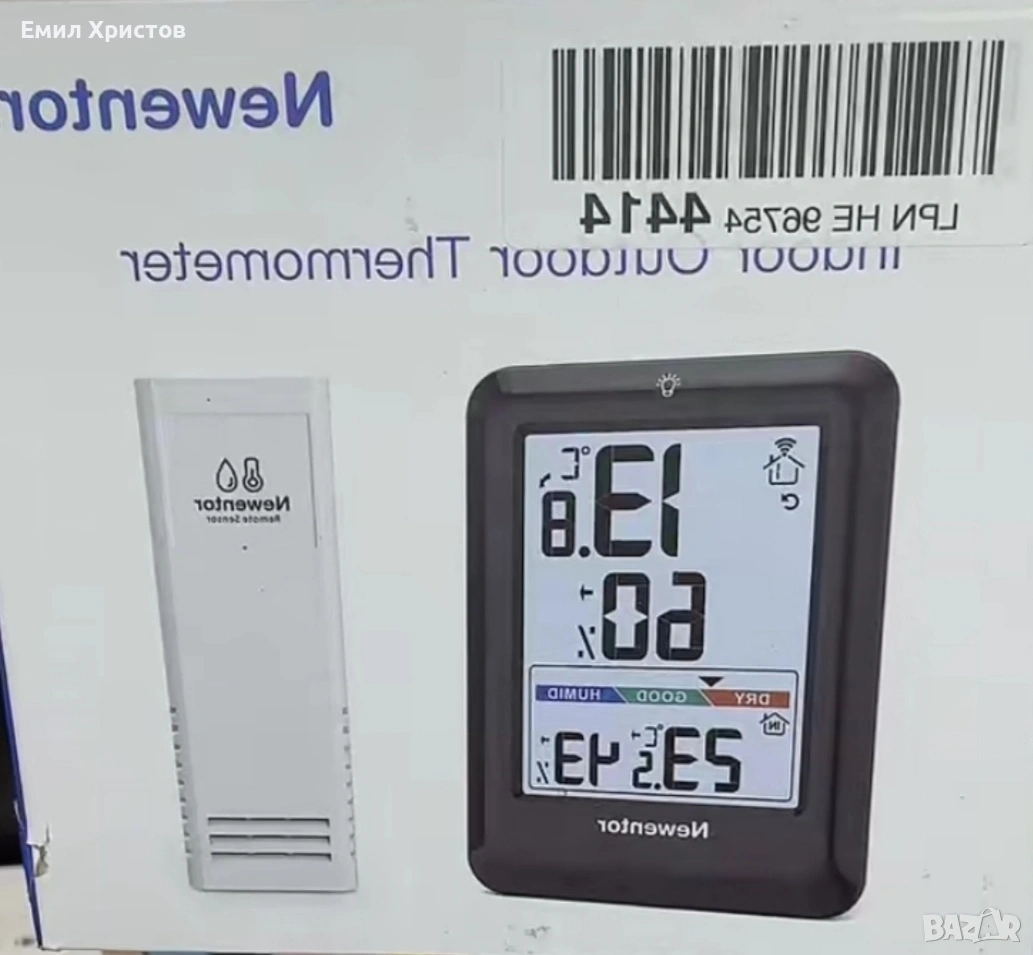 Емил Христов
Newentor
LPN HE 96754 4414
Indoor Outdoor Thermometer
Newentor
Remote Sensor
13.8 °C
60 %
DRY GOOD HUMID
IN
23.5 °C 43 %
Newentor
BAZAR